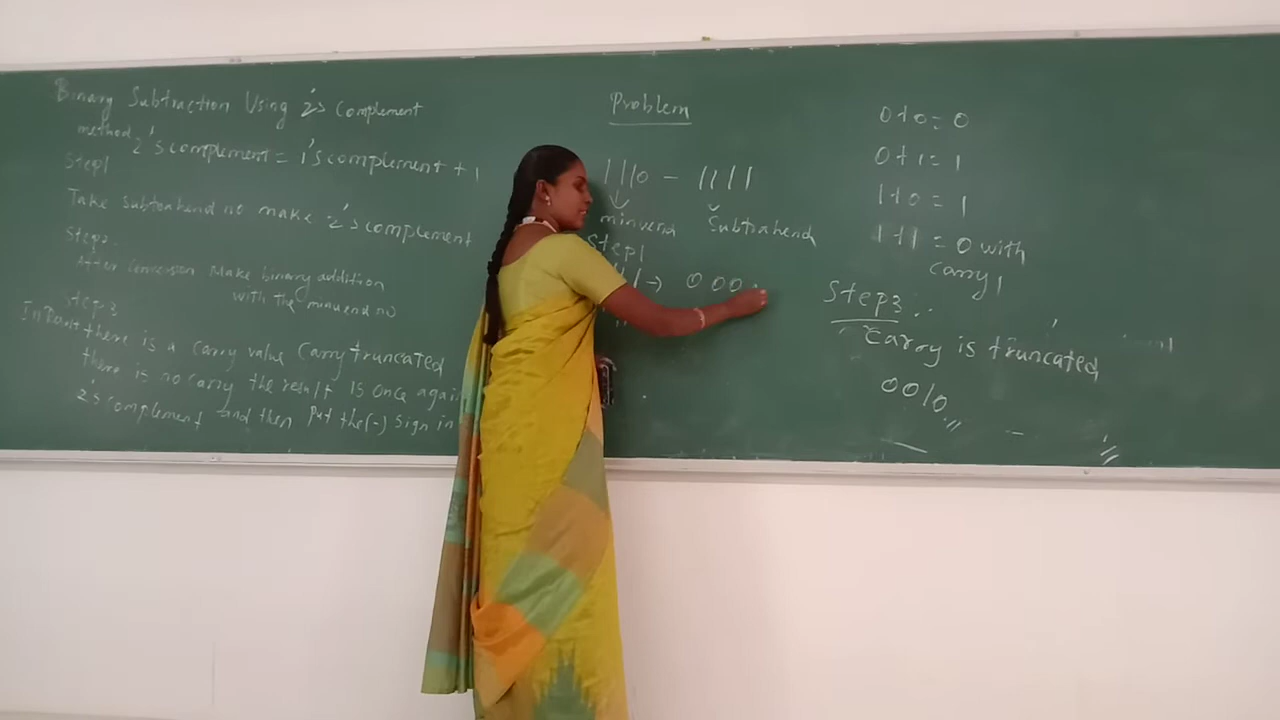 Binary Subtraction Using 2's Complement
method 2's complement = 1's complement + 1
Step1
Take subtrahend no make 2's complement
Step2
After conversion Make binary addition
with the minuend no
Step 3
there is a carry value Carry truncated
there is no carry the result is once again
2's complement and then put the (-) sign in
Problem
1110 - 1111
minuend Subtrahend
Step1
→ 000
0+0=0
0+1=1
1+0=1
1+1=0 with
carry 1
Step3:
Carry is truncated
0010